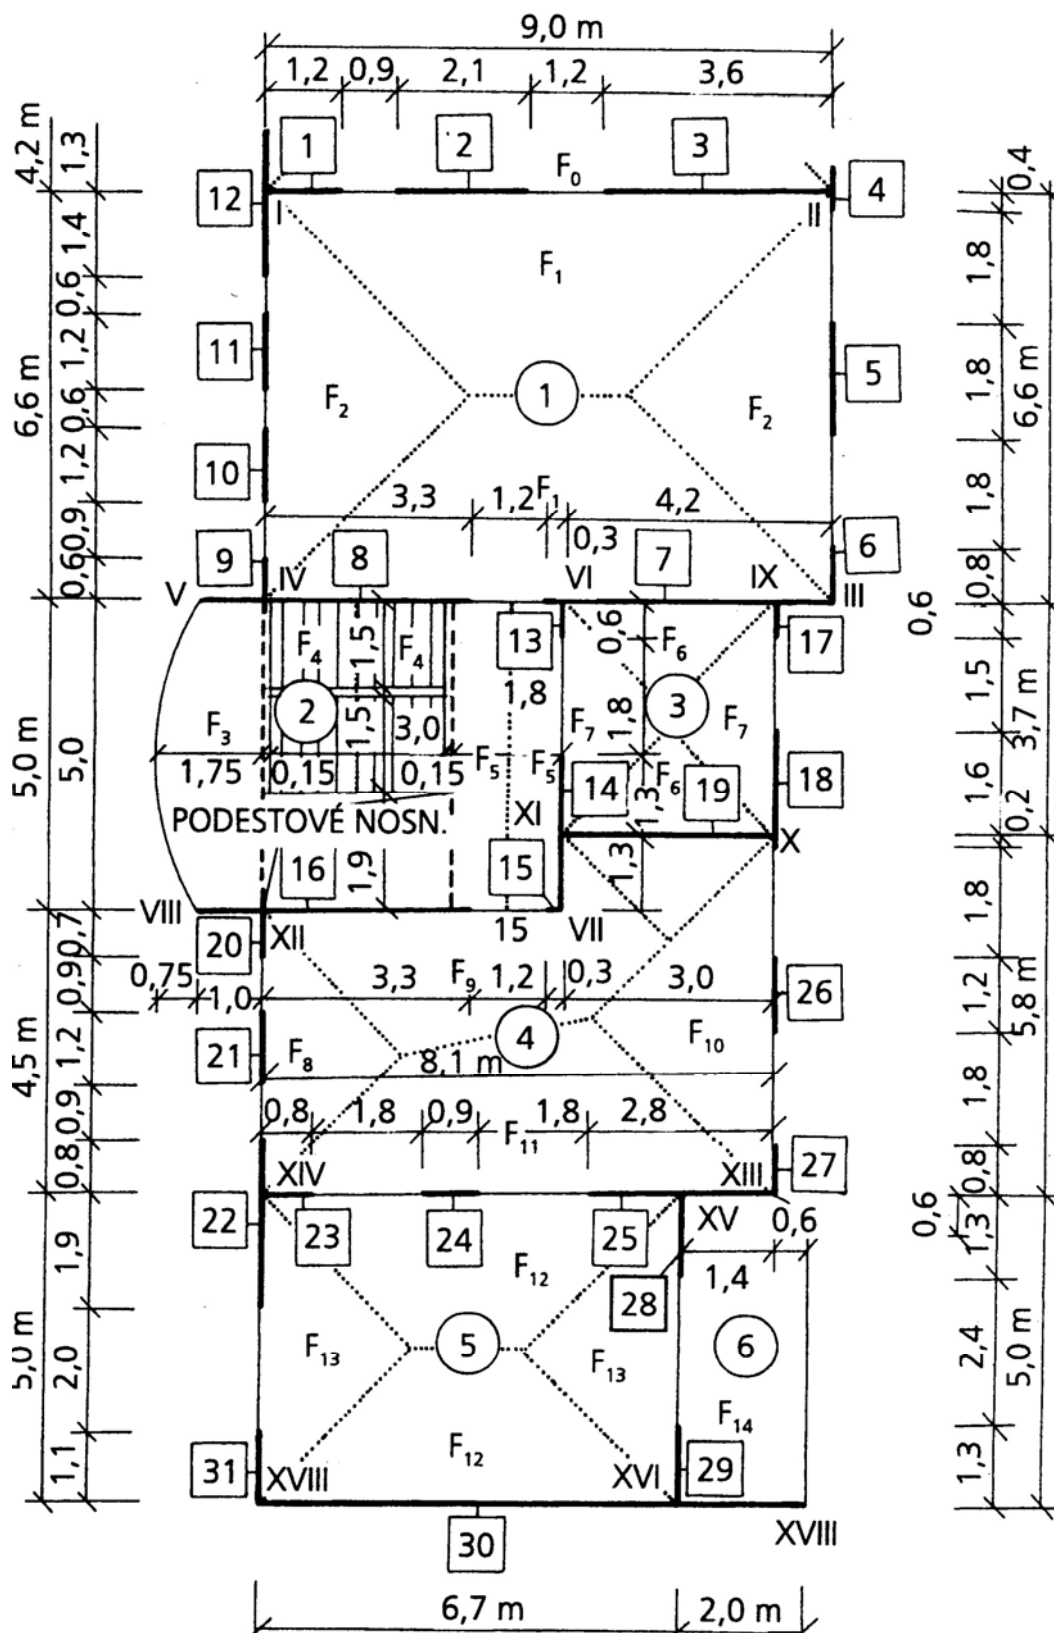 9,0 m
1,2 0,9 2,1 1,2 3,6
4,2 m
1,3
1 2 3
F0
0,4
12
4
I II
1,4
F1
1,8
0,6
1,2
11
1
5
6,6 m
F2 F2
1,8
6,6 m
0,6
1,2
10
3,3 1,2 F1 4,2
1,8
0,9
0,3
9 8 7 6
0,6
IV VI IX
0,8
V III
13
0,6
F6
17
0,6
F4 1,5 F4
1,8
1,5
2
3
F3
1,5
3,0
F7 1,8 F7
3,7 m
5,0 m
5,0
1,75 0,15 0,15 F5 F5
14
F6
19
18
1,6
PODESTOVÉ NOSN.
XI
1,3
0,2
X
16
1,9
15
1,3
VIII
XII
15
VII
1,8
0,7
20
0,75
1,0
3,3 F9 1,2 0,3 3,0
26
0,9
1,2
5,8 m
4,5 m
1,2
21
F8
4
F10
8,1 m
0,9
0,8 1,8 0,9 1,8 2,8
1,8
F11
0,8
XIV XIII
27
0,8
22
23 24 25
XV
0,6
0,6
1,3
1,9
F12
28
1,4
F13
5
F13
6
2,4
5,0 m
2,0
5,0 m
F14
F12
1,1
31
XVIII XVI
29
1,3
30
XVIII
6,7 m 2,0 m